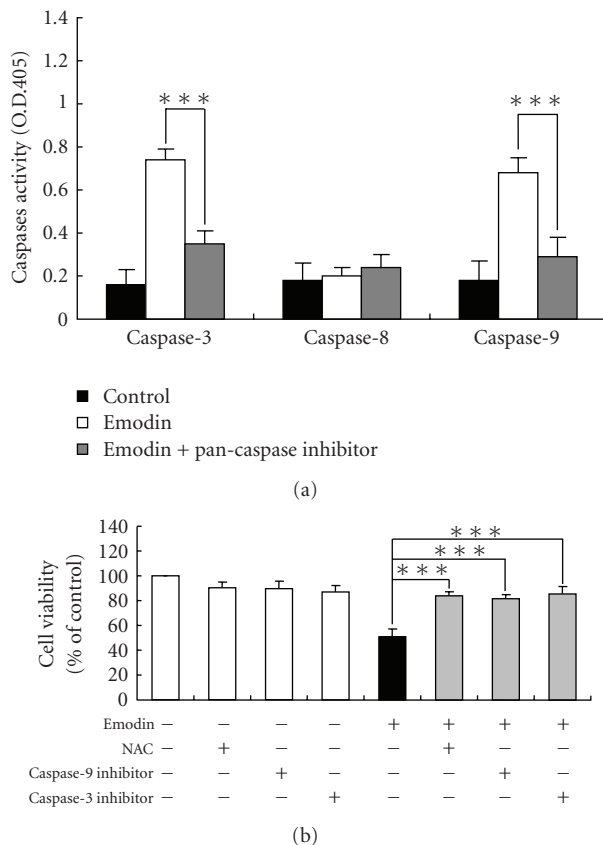 1.4
1.2
1
0.8
0.6
0.4
0.2
0
Caspases activity (O.D.405)
∗∗∗
∗∗∗
Caspase-3 Caspase-8 Caspase-9
Control
Emodin
Emodin + pan-caspase inhibitor
(a)
140
120
100
80
60
40
20
0
Cell viability
(% of control)
∗∗∗
∗∗∗
∗∗∗
Emodin − − − − + + + +
NAC − + − − − + − −
Caspase-9 inhibitor − − + − − − + −
Caspase-3 inhibitor − − − + − − − +
(b)